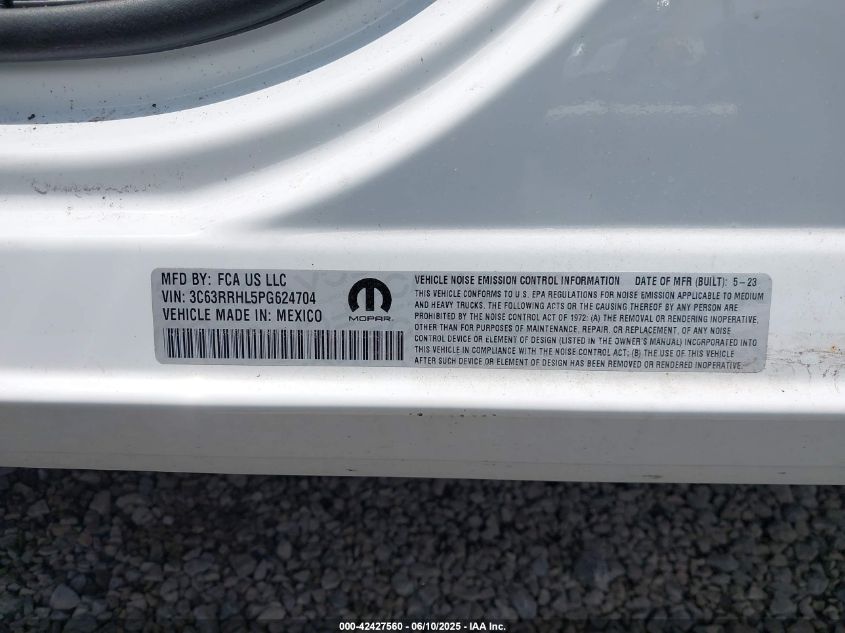 MFD BY: FCA US LLC
VIN: 3C63RRHL5PG624704
VEHICLE MADE IN: MEXICO
MOPAR
VEHICLE NOISE EMISSION CONTROL INFORMATION DATE OF MFR (BUILT): 5-23
THIS VEHICLE CONFORMS TO U.S. EPA REGULATIONS FOR NOISE EMISSION APPLICABLE TO MEDIUM
AND HEAVY TRUCKS. THE FOLLOWING ACTS OR THE CAUSING THEREOF BY ANY PERSON ARE
PROHIBITED BY THE NOISE CONTROL ACT OF 1972: (A) THE REMOVAL OR RENDERING INOPERATIVE,
OTHER THAN FOR PURPOSES OF MAINTENANCE, REPAIR, OR REPLACEMENT, OF ANY NOISE
CONTROL DEVICE or ELEMENT OF DESIGN (LISTED IN THE OWNER'S MANUAL) INCORPORATED INTO
THIS VEHICLE IN COMPLIANCE WITH THE NOISE CONTROL ACT; (B) THE USE OF THIS VEHICLE
AFTER SUCH DEVICE or ELEMENT OF DESIGN HAS BEEN REMOVED OR RENDERED INOPERATIVE.
000-42427560 - 06/10/2025 - IAA Inc.